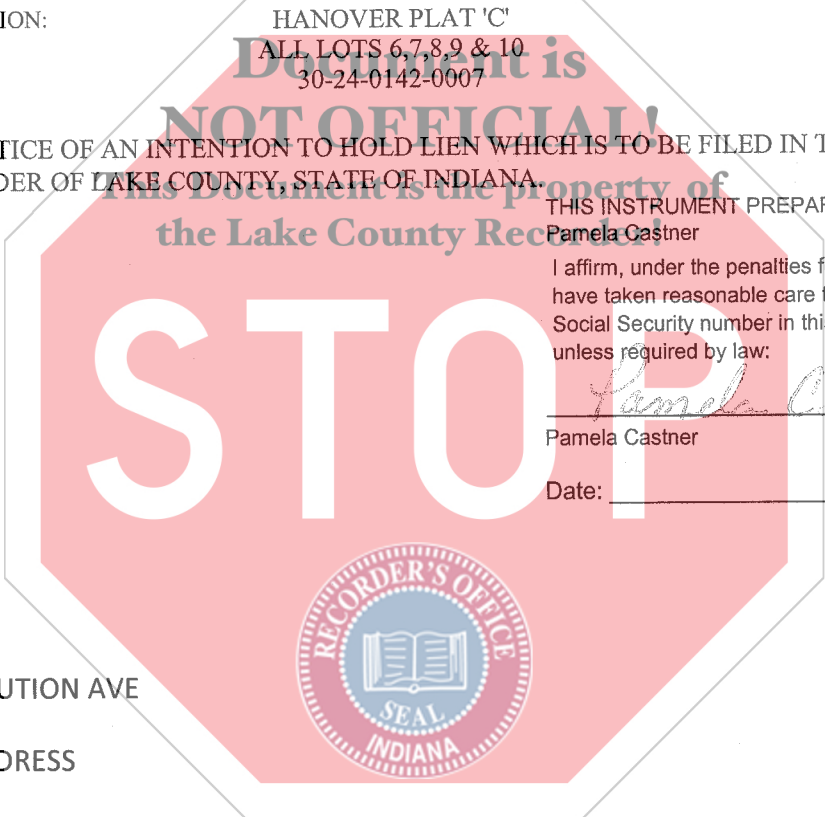 ION: HANOVER PLAT 'C'
ALL LOTS 6,7,8,9 & 10
Document is
30-24-0142-0007
NOT OFFICIAL!
TICE OF AN INTENTION TO HOLD LIEN WHICH IS TO BE FILED IN T
DER OF LAKE COUNTY, STATE OF INDIANA.
This Document is the property of
the Lake County Recorder!
THIS INSTRUMENT PREPAR
Pamela Castner
I affirm, under the penalties f
have taken reasonable care t
Social Security number in this
unless required by law:
Pamela C
Pamela Castner
Date:
STOP
RECORDER'S OFFICE
SEAL
INDIANA
UTION AVE
DRESS